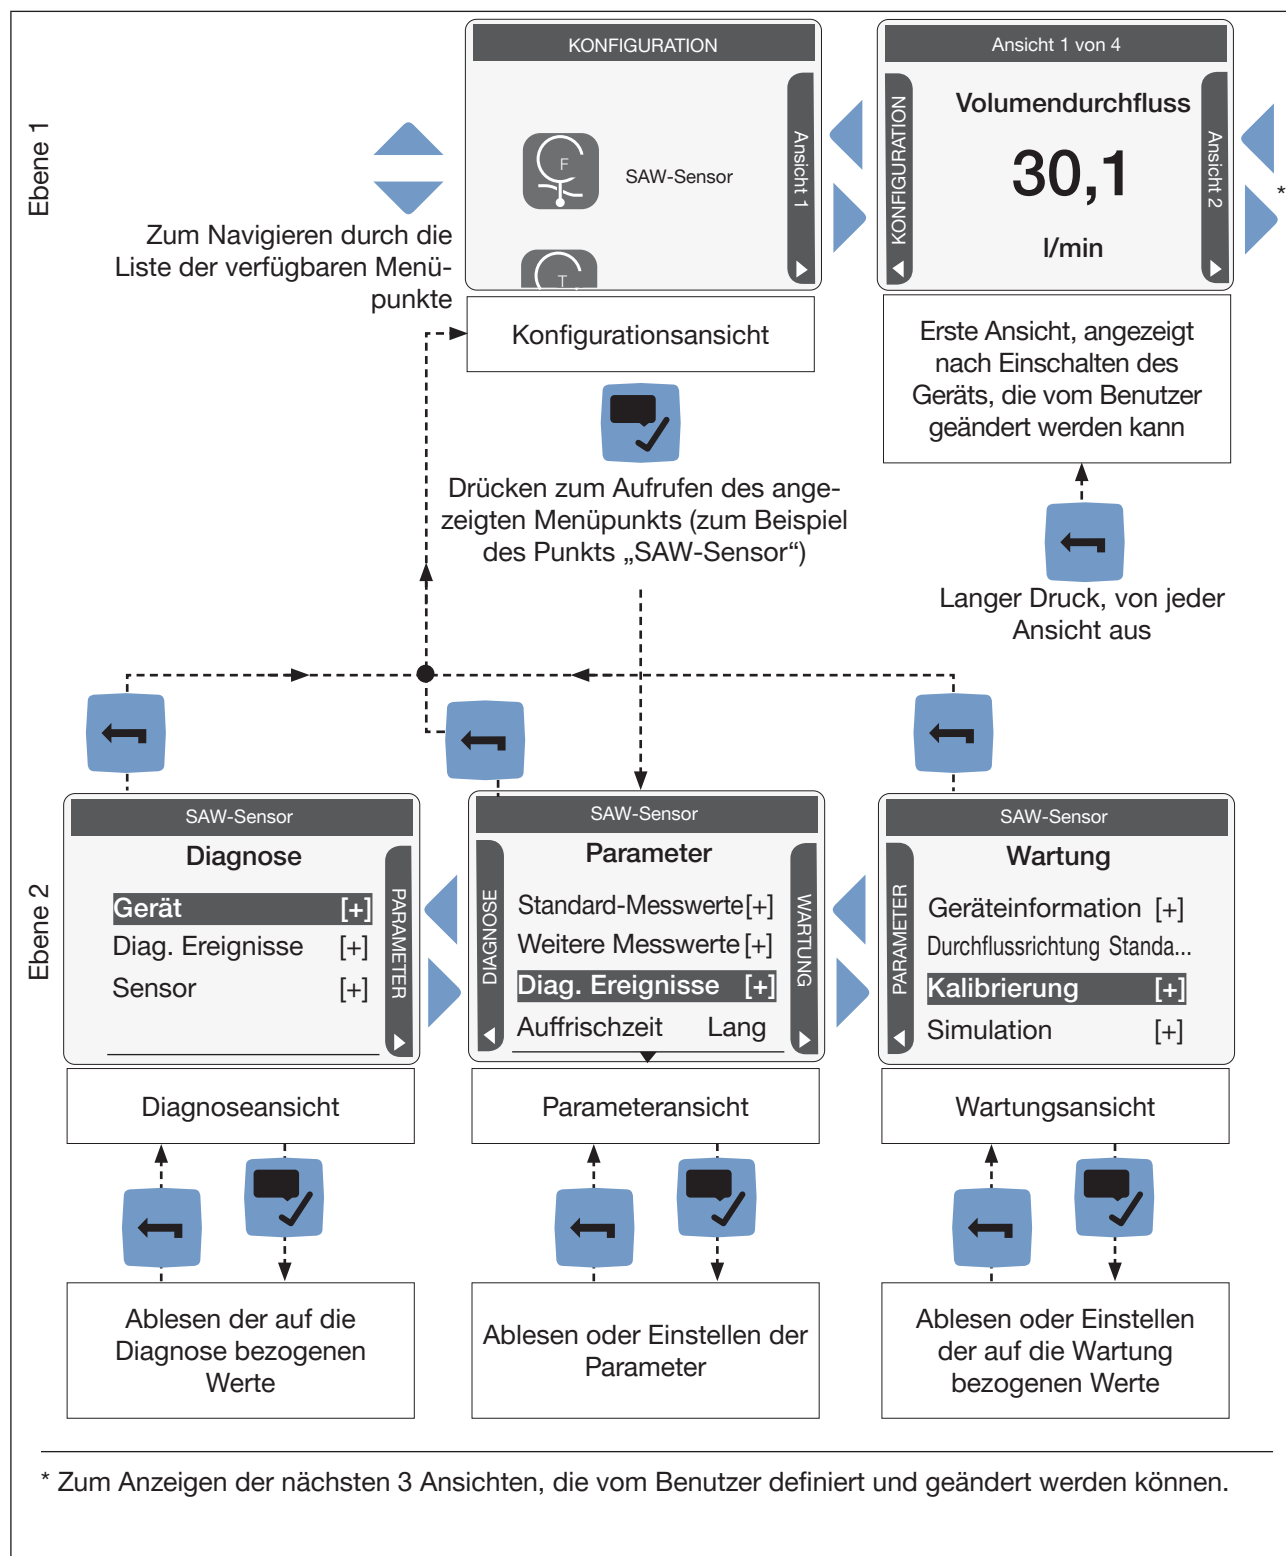 Ebene 1
KONFIGURATION
F
SAW-Sensor
T
Ansicht 1
Ansicht 1 von 4
KONFIGURATION
Volumendurchfluss
30,1
l/min
Ansicht 2
*
Zum Navigieren durch die
Liste der verfügbaren Menü-
punkte
Konfigurationsansicht
Erste Ansicht, angezeigt
nach Einschalten des
Geräts, die vom Benutzer
geändert werden kann
Drücken zum Aufrufen des ange-
zeigten Menüpunkts (zum Beispiel
des Punkts „SAW-Sensor“)
Langer Druck, von jeder
Ansicht aus
Ebene 2
SAW-Sensor
Diagnose
Gerät [+]
Diag. Ereignisse [+]
Sensor [+]
PARAMETER
SAW-Sensor
DIAGNOSE
Parameter
Standard-Messwerte[+]
Weitere Messwerte [+]
Diag. Ereignisse [+]
Auffrischzeit Lang
WARTUNG
SAW-Sensor
PARAMETER
Wartung
Geräteinformation [+]
Durchflussrichtung Standa...
Kalibrierung [+]
Simulation [+]
Diagnoseansicht
Parameteransicht
Wartungsansicht
Ablesen der auf die
Diagnose bezogenen
Werte
Ablesen oder Einstellen der
Parameter
Ablesen oder Einstellen
der auf die Wartung
bezogenen Werte
* Zum Anzeigen der nächsten 3 Ansichten, die vom Benutzer definiert und geändert werden können.